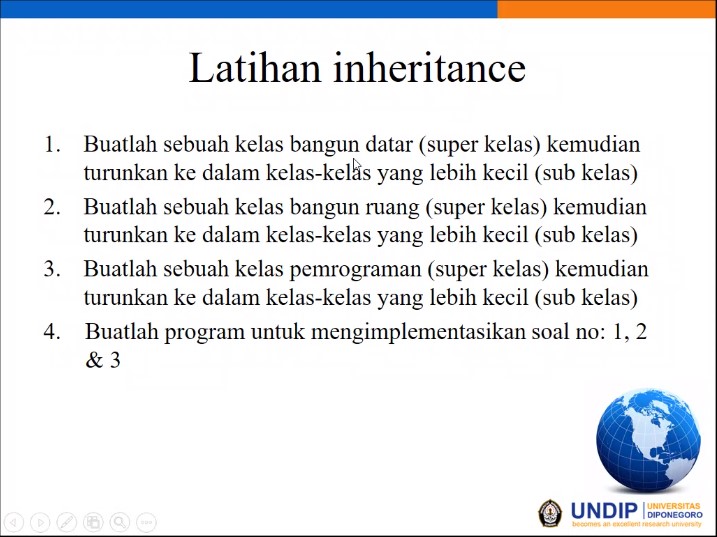 Latihan inheritance
1. Buatlah sebuah kelas bangun datar (super kelas) kemudian
turunkan ke dalam kelas-kelas yang lebih kecil (sub kelas)
2. Buatlah sebuah kelas bangun ruang (super kelas) kemudian
turunkan ke dalam kelas-kelas yang lebih kecil (sub kelas)
3. Buatlah sebuah kelas pemrograman (super kelas) kemudian
turunkan ke dalam kelas-kelas yang lebih kecil (sub kelas)
4. Buatlah program untuk mengimplementasikan soal no: 1, 2
& 3
UNDIP UNIVERSITAS
DIPONEGORO
becomes an excellent research university